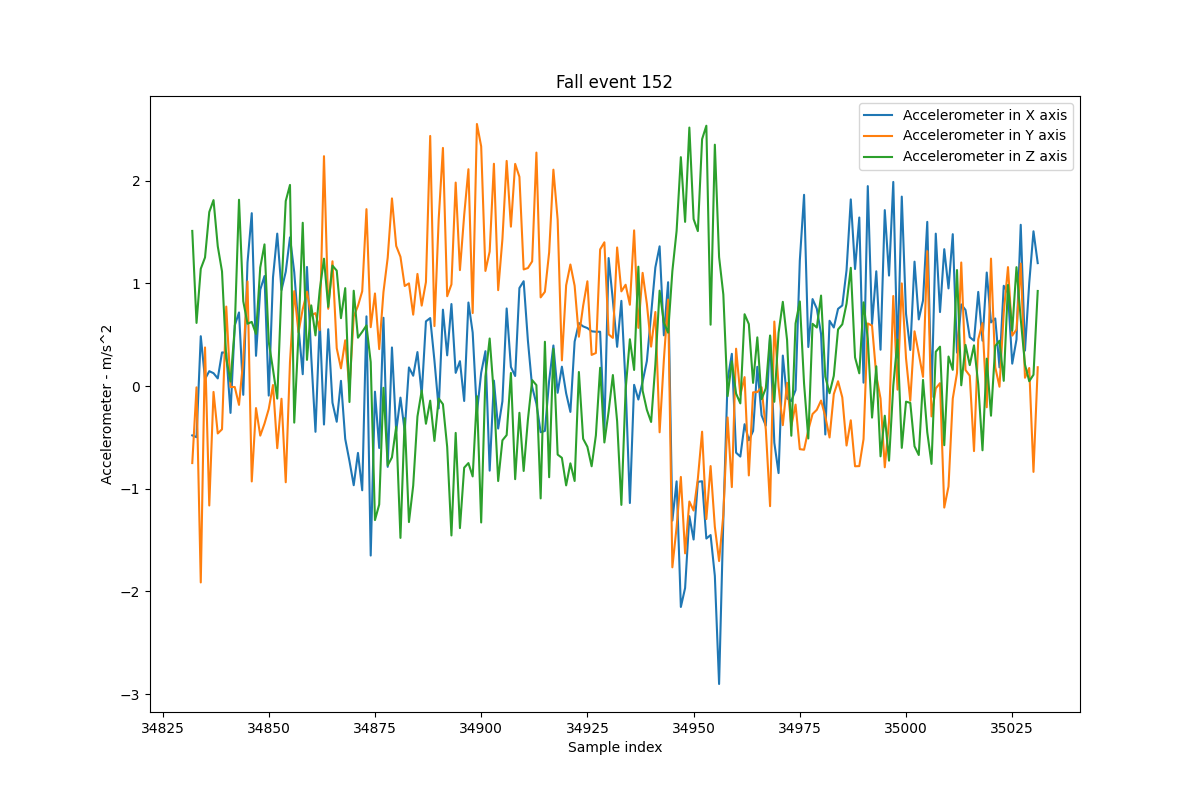 Fall event 152
Accelerometer in X axis
Accelerometer in Y axis
Accelerometer in Z axis
Accelerometer - m/s^2
2
1
0
−1
−2
−3
34825 34850 34875 34900 34925 34950 34975 35000 35025
Sample index